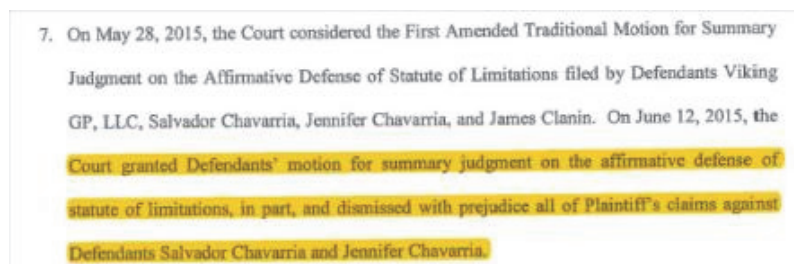 7. On May 28, 2015, the Court considered the First Amended Traditional Motion for Summary
Judgment on the Affirmative Defense of Statute of Limitations filed by Defendants Viking
GP, LLC, Salvador Chavarria, Jennifer Chavarria, and James Clanin. On June 12, 2015, the
Court granted Defendants' motion for summary judgment on the affirmative defense of
statute of limitations, in part, and dismissed with prejudice all of Plaintiff's claims against
Defendants Salvador Chavarria and Jennifer Chavarria.